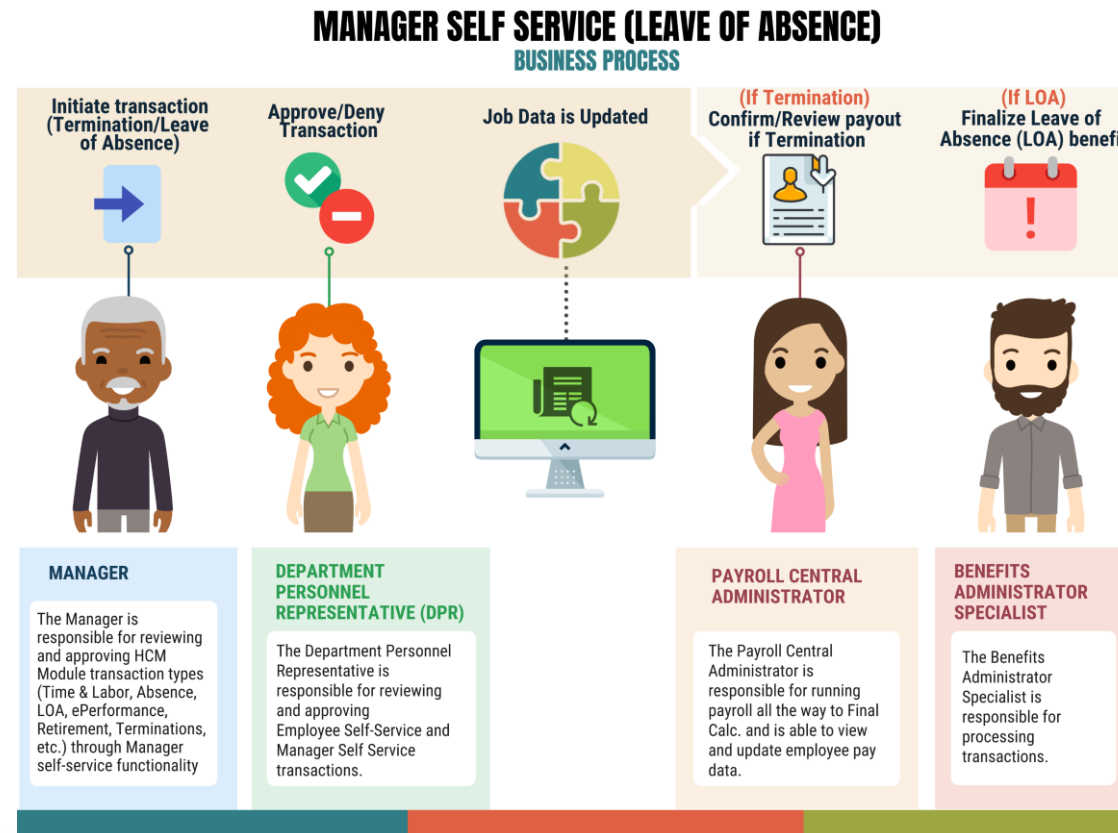 MANAGER SELF SERVICE (LEAVE OF ABSENCE)
BUSINESS PROCESS
Initiate transaction
(Termination/Leave
of Absence)
Approve/Deny
Transaction
Job Data is Updated
(If Termination)
Confirm/Review payout
if Termination
(If LOA)
Finalize Leave of
Absence (LOA) benefi
!
MANAGER
The Manager is
responsible for reviewing
and approving HCM
Module transaction types
(Time & Labor, Absence,
LOA, ePerformance,
Retirement, Terminations,
etc.) through Manager
self-service functionality
DEPARTMENT
PERSONNEL
REPRESENTATIVE (DPR)
The Department Personnel
Representative is
responsible for reviewing
and approving
Employee Self-Service and
Manager Self Service
transactions.
PAYROLL CENTRAL
ADMINISTRATOR
The Payroll Central
Administrator is
responsible for running
payroll all the way to Final
Calc. and is able to view
and update employee pay
data.
BENEFITS
ADMINISTRATOR
SPECIALIST
The Benefits
Administrator
Specialist is
responsible for
processing
transactions.